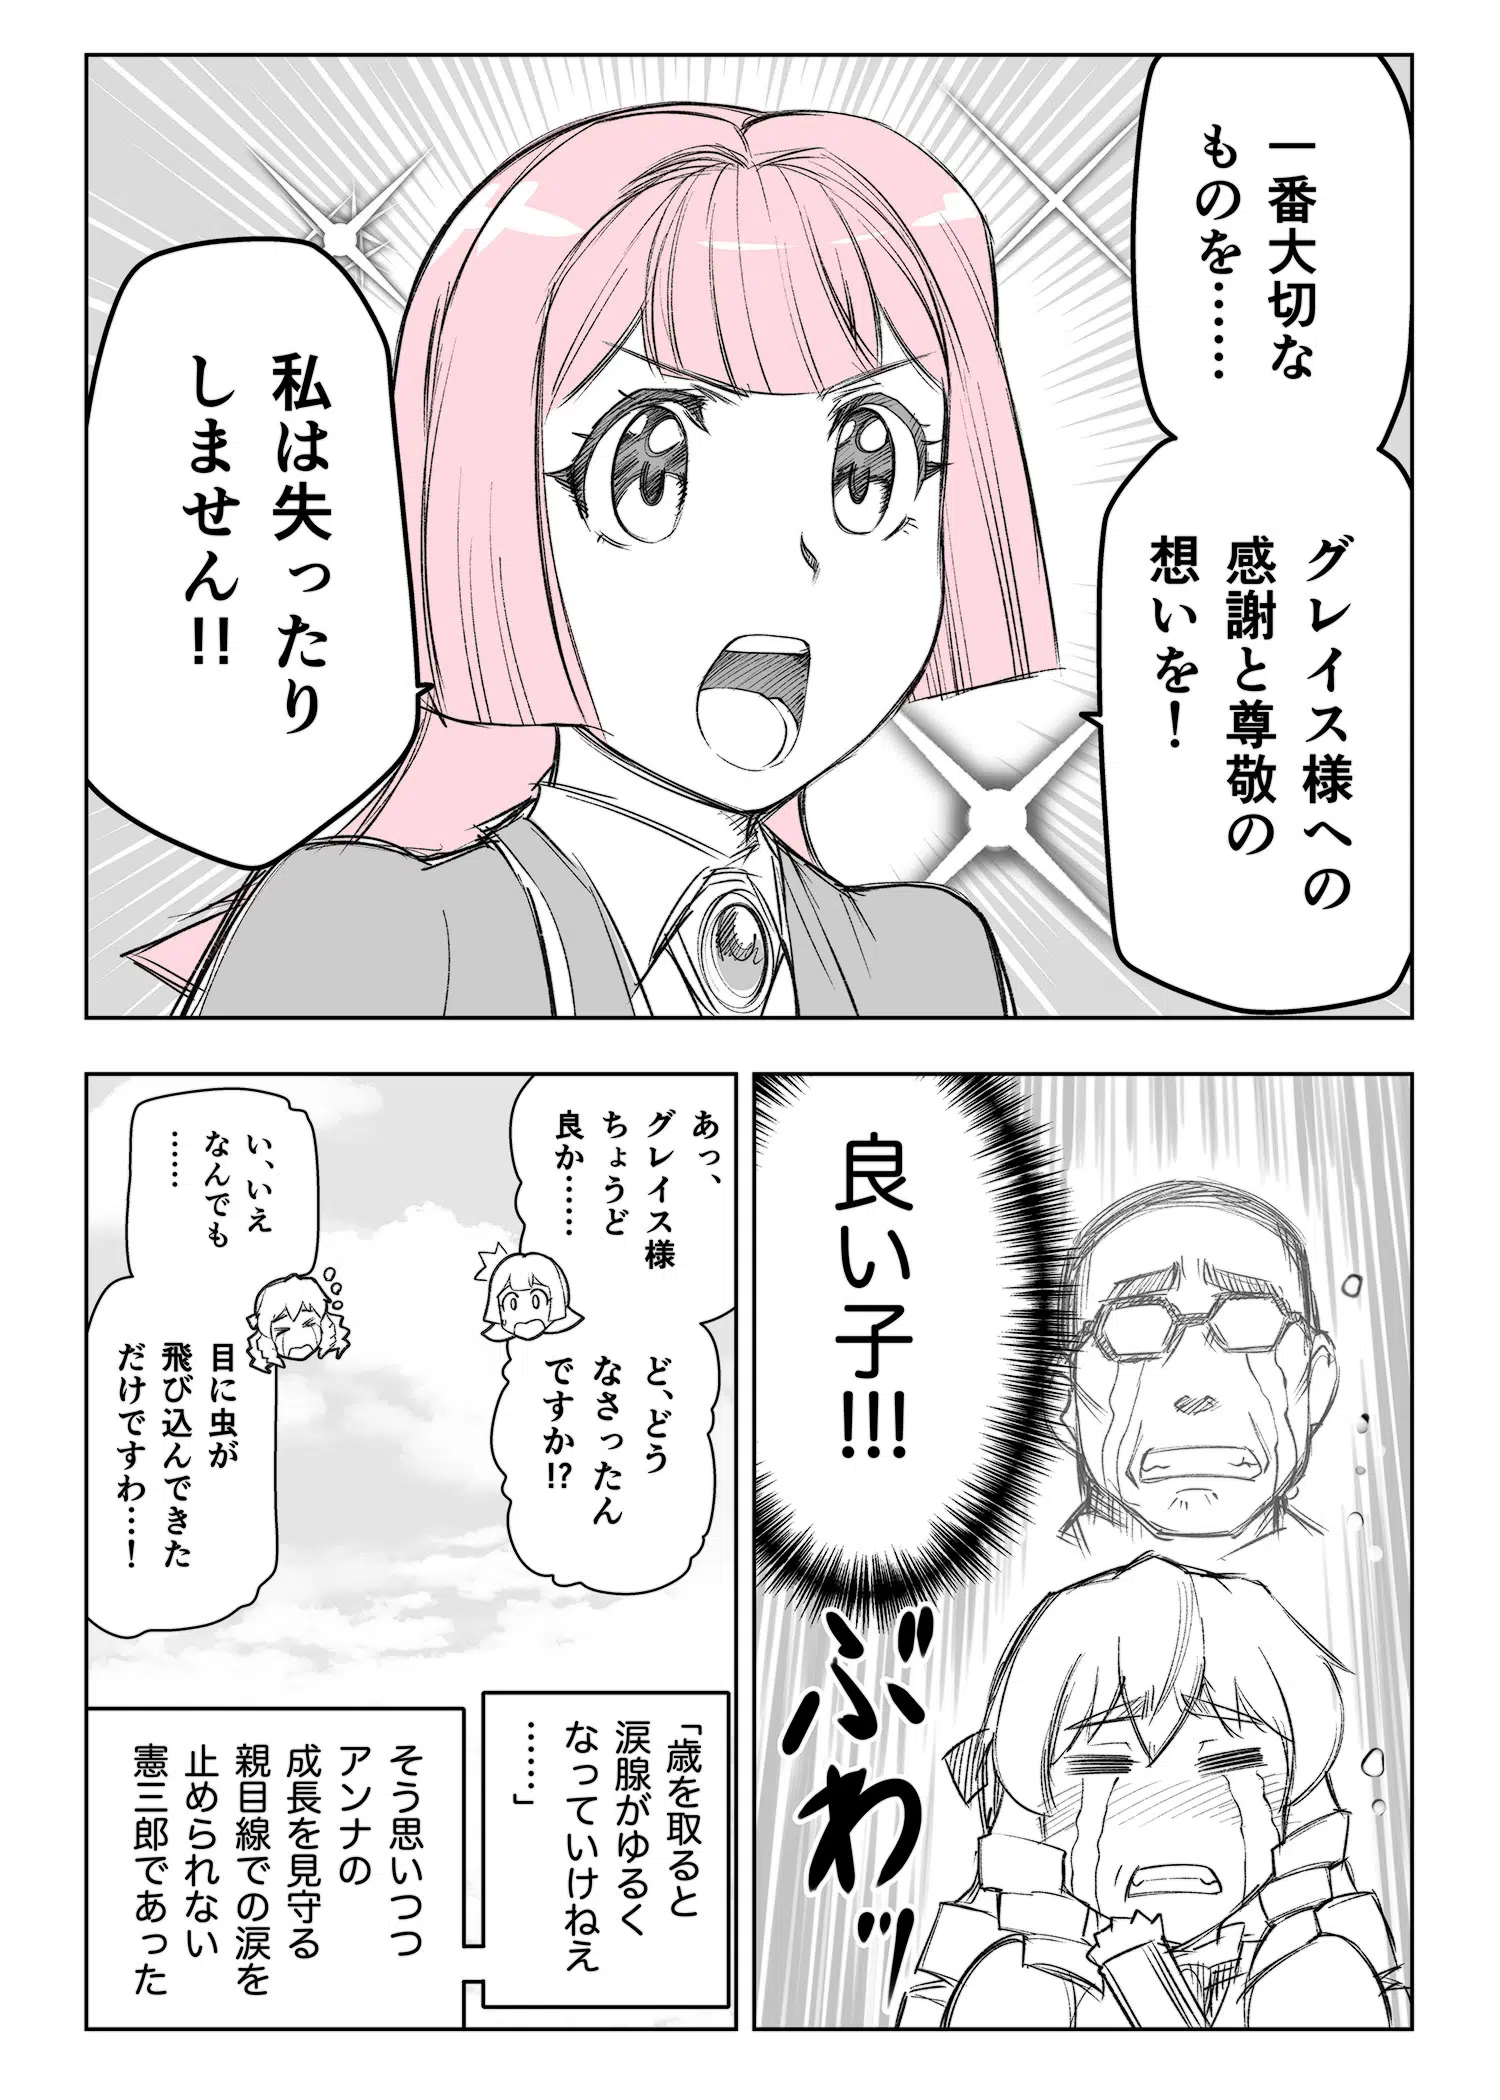 一番大切な
ものを……
グレイス様への
感謝と尊敬の
想いを！
私は失ったり
しません!!
良い子!!!
ぶわッ
あっ、
グレイス様
ちょうど
良か……
ど、どう
なさったん
ですか!?
い、いえ
なんでも
……
目に虫が
飛び込んできた
だけですわ…！
「歳を取ると
涙腺がゆるく
なっていけねえ
……」
そう思いつつ
アンナの
成長を見守る
親目線での涙を
止められない
憲三郎であった